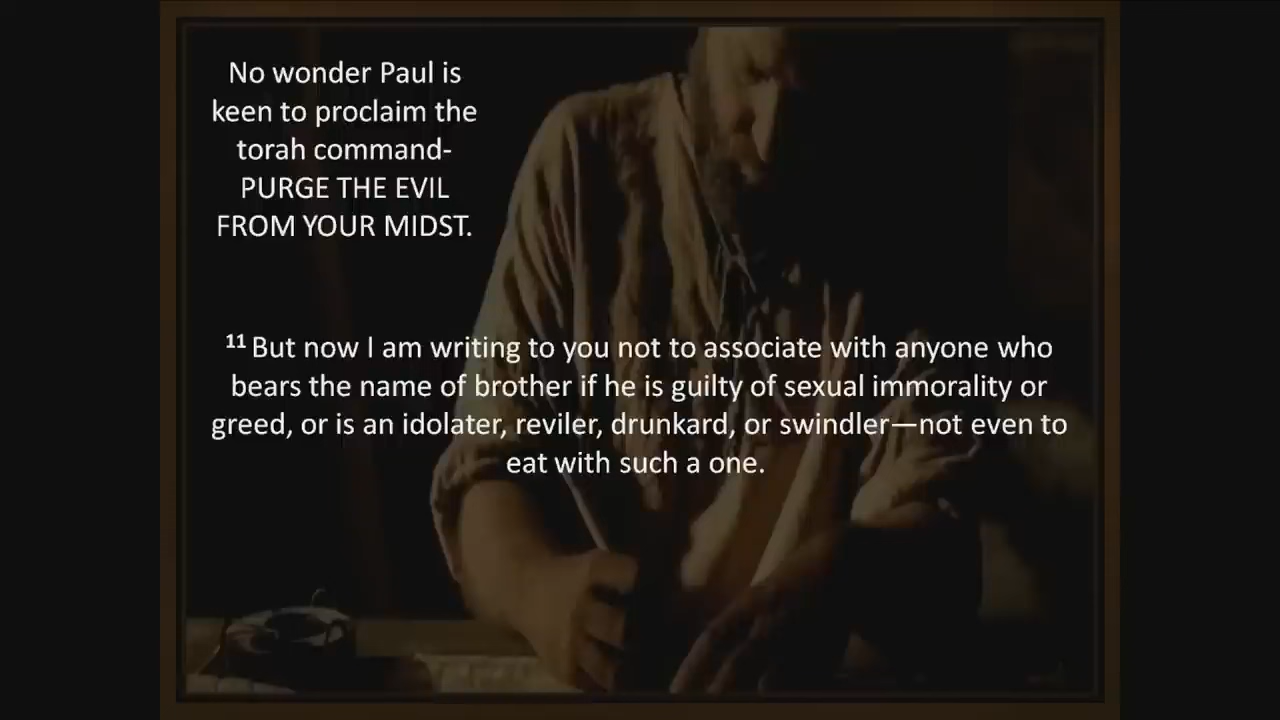 No wonder Paul is
keen to proclaim the
torah command-
PURGE THE EVIL
FROM YOUR MIDST.
11 But now I am writing to you not to associate with anyone who
bears the name of brother if he is guilty of sexual immorality or
greed, or is an idolater, reviler, drunkard, or swindler—not even to
eat with such a one.